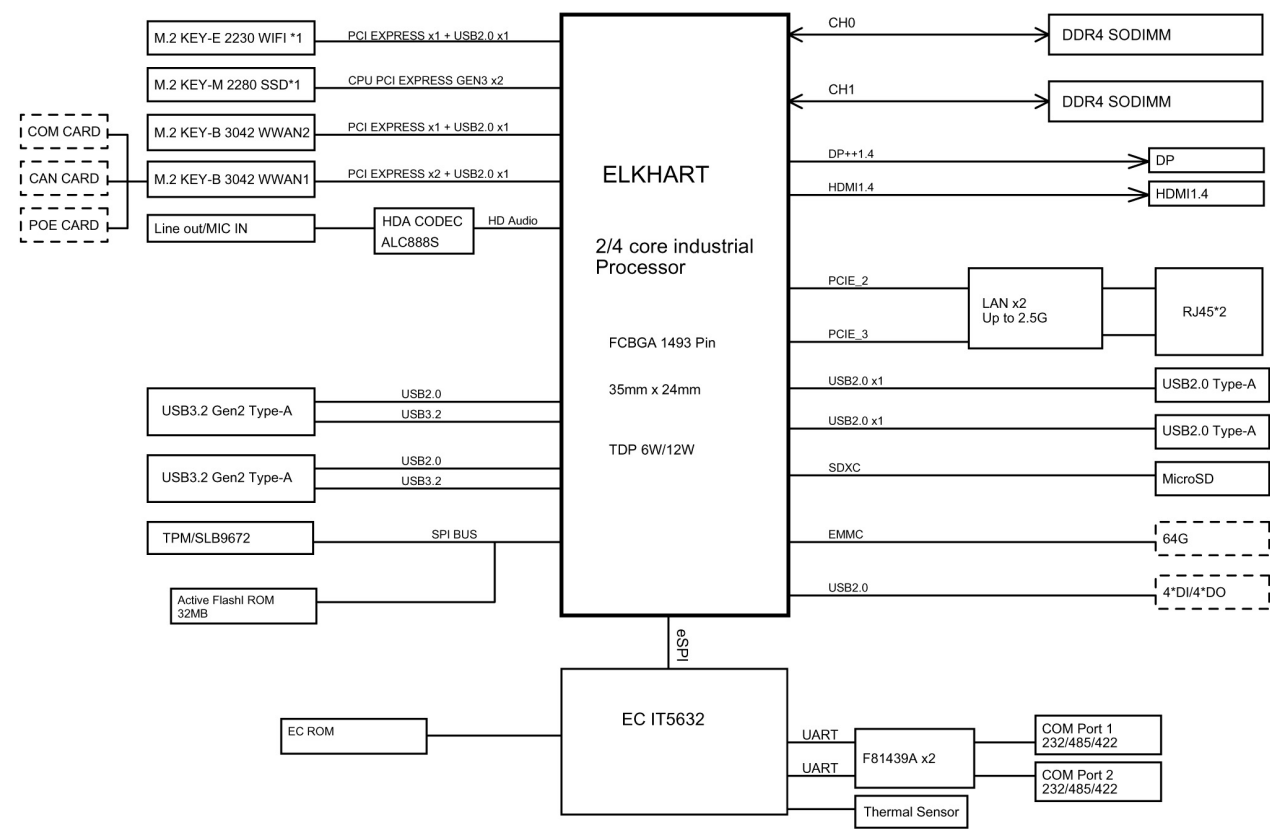 M.2 KEY-E 2230 WIFI *1
PCI EXPRESS x1 + USB2.0 x1
M.2 KEY-M 2280 SSD*1
CPU PCI EXPRESS GEN3 x2
COM CARD
M.2 KEY-B 3042 WWAN2
PCI EXPRESS x1 + USB2.0 x1
CAN CARD
M.2 KEY-B 3042 WWAN1
PCI EXPRESS x2 + USB2.0 x1
POE CARD
Line out/MIC IN
HDA CODEC
ALC888S
HD Audio
USB3.2 Gen2 Type-A
USB2.0
USB3.2
USB3.2 Gen2 Type-A
USB2.0
USB3.2
TPM/SLB9672
SPI BUS
Active Flashl ROM
32MB
ELKHART
2/4 core industrial
Processor
FCBGA 1493 Pin
35mm x 24mm
TDP 6W/12W
CH0
DDR4 SODIMM
CH1
DDR4 SODIMM
DP++1.4
DP
HDMI1.4
HDMI1.4
PCIE_2
PCIE_3
LAN x2
Up to 2.5G
RJ45*2
USB2.0 x1
USB2.0 Type-A
USB2.0 x1
USB2.0 Type-A
SDXC
MicroSD
EMMC
64G
USB2.0
4*DI/4*DO
eSPI
EC IT5632
EC ROM
UART
UART
F81439A x2
COM Port 1
232/485/422
COM Port 2
232/485/422
Thermal Sensor